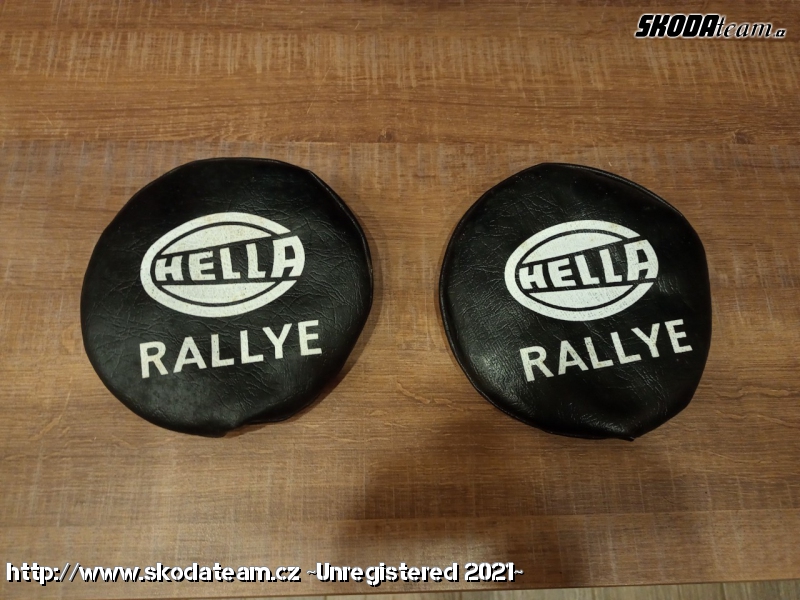 SKODAteam.cz
HELLA
RALLYE
HELLA
RALLYE
http://www.skodateam.cz ~Unregistered 2021~